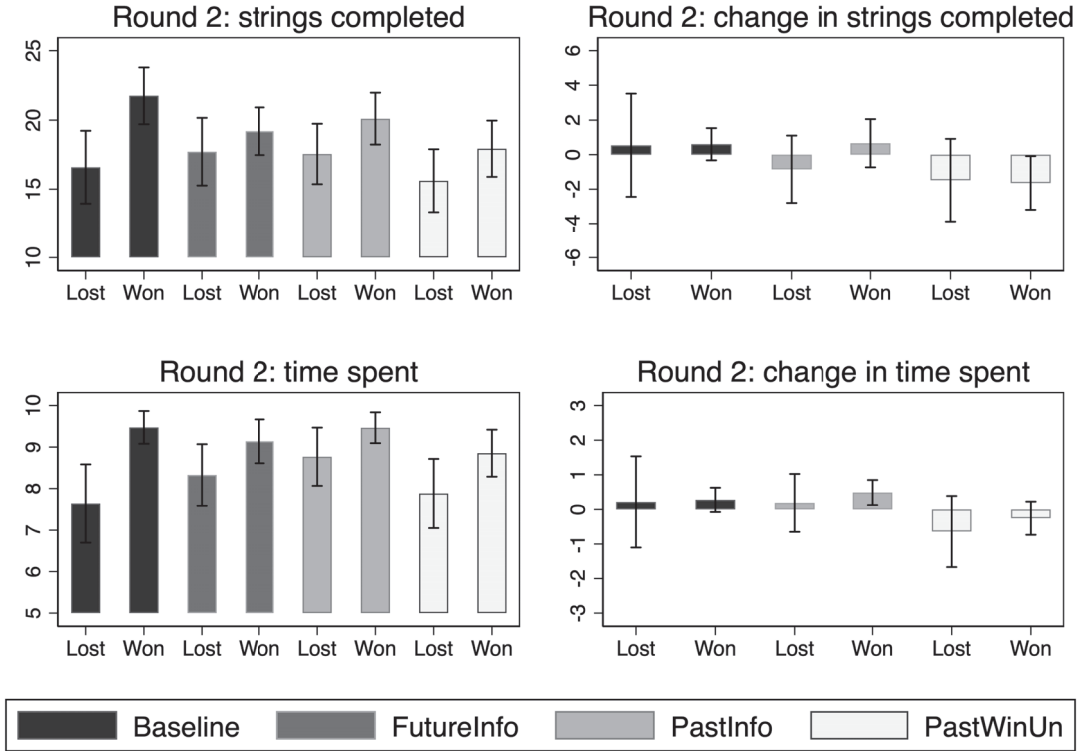 Round 2: strings completed
25
20
15
10
Lost Won Lost Won Lost Won Lost Won
Round 2: change in strings completed
6
4
2
0
-2
-4
-6
Lost Won Lost Won Lost Won
Round 2: time spent
10
9
8
7
6
5
Lost Won Lost Won Lost Won Lost Won
Round 2: change in time spent
3
2
1
0
-1
-2
-3
Lost Won Lost Won Lost Won
Baseline FutureInfo PastInfo PastWinUn